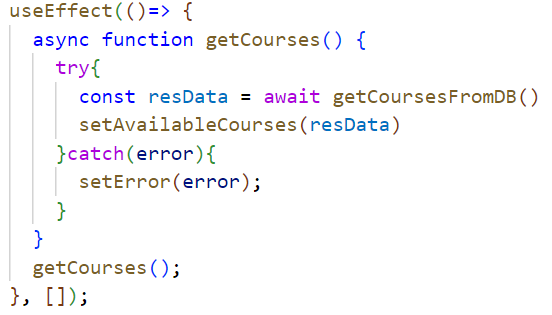 useEffect(()=> {
  async function getCourses() {
    try{
      const resData = await getCoursesFromDB()
      setAvailableCourses(resData)
    }catch(error){
      setError(error);
    }
  }
  getCourses();
}, []);